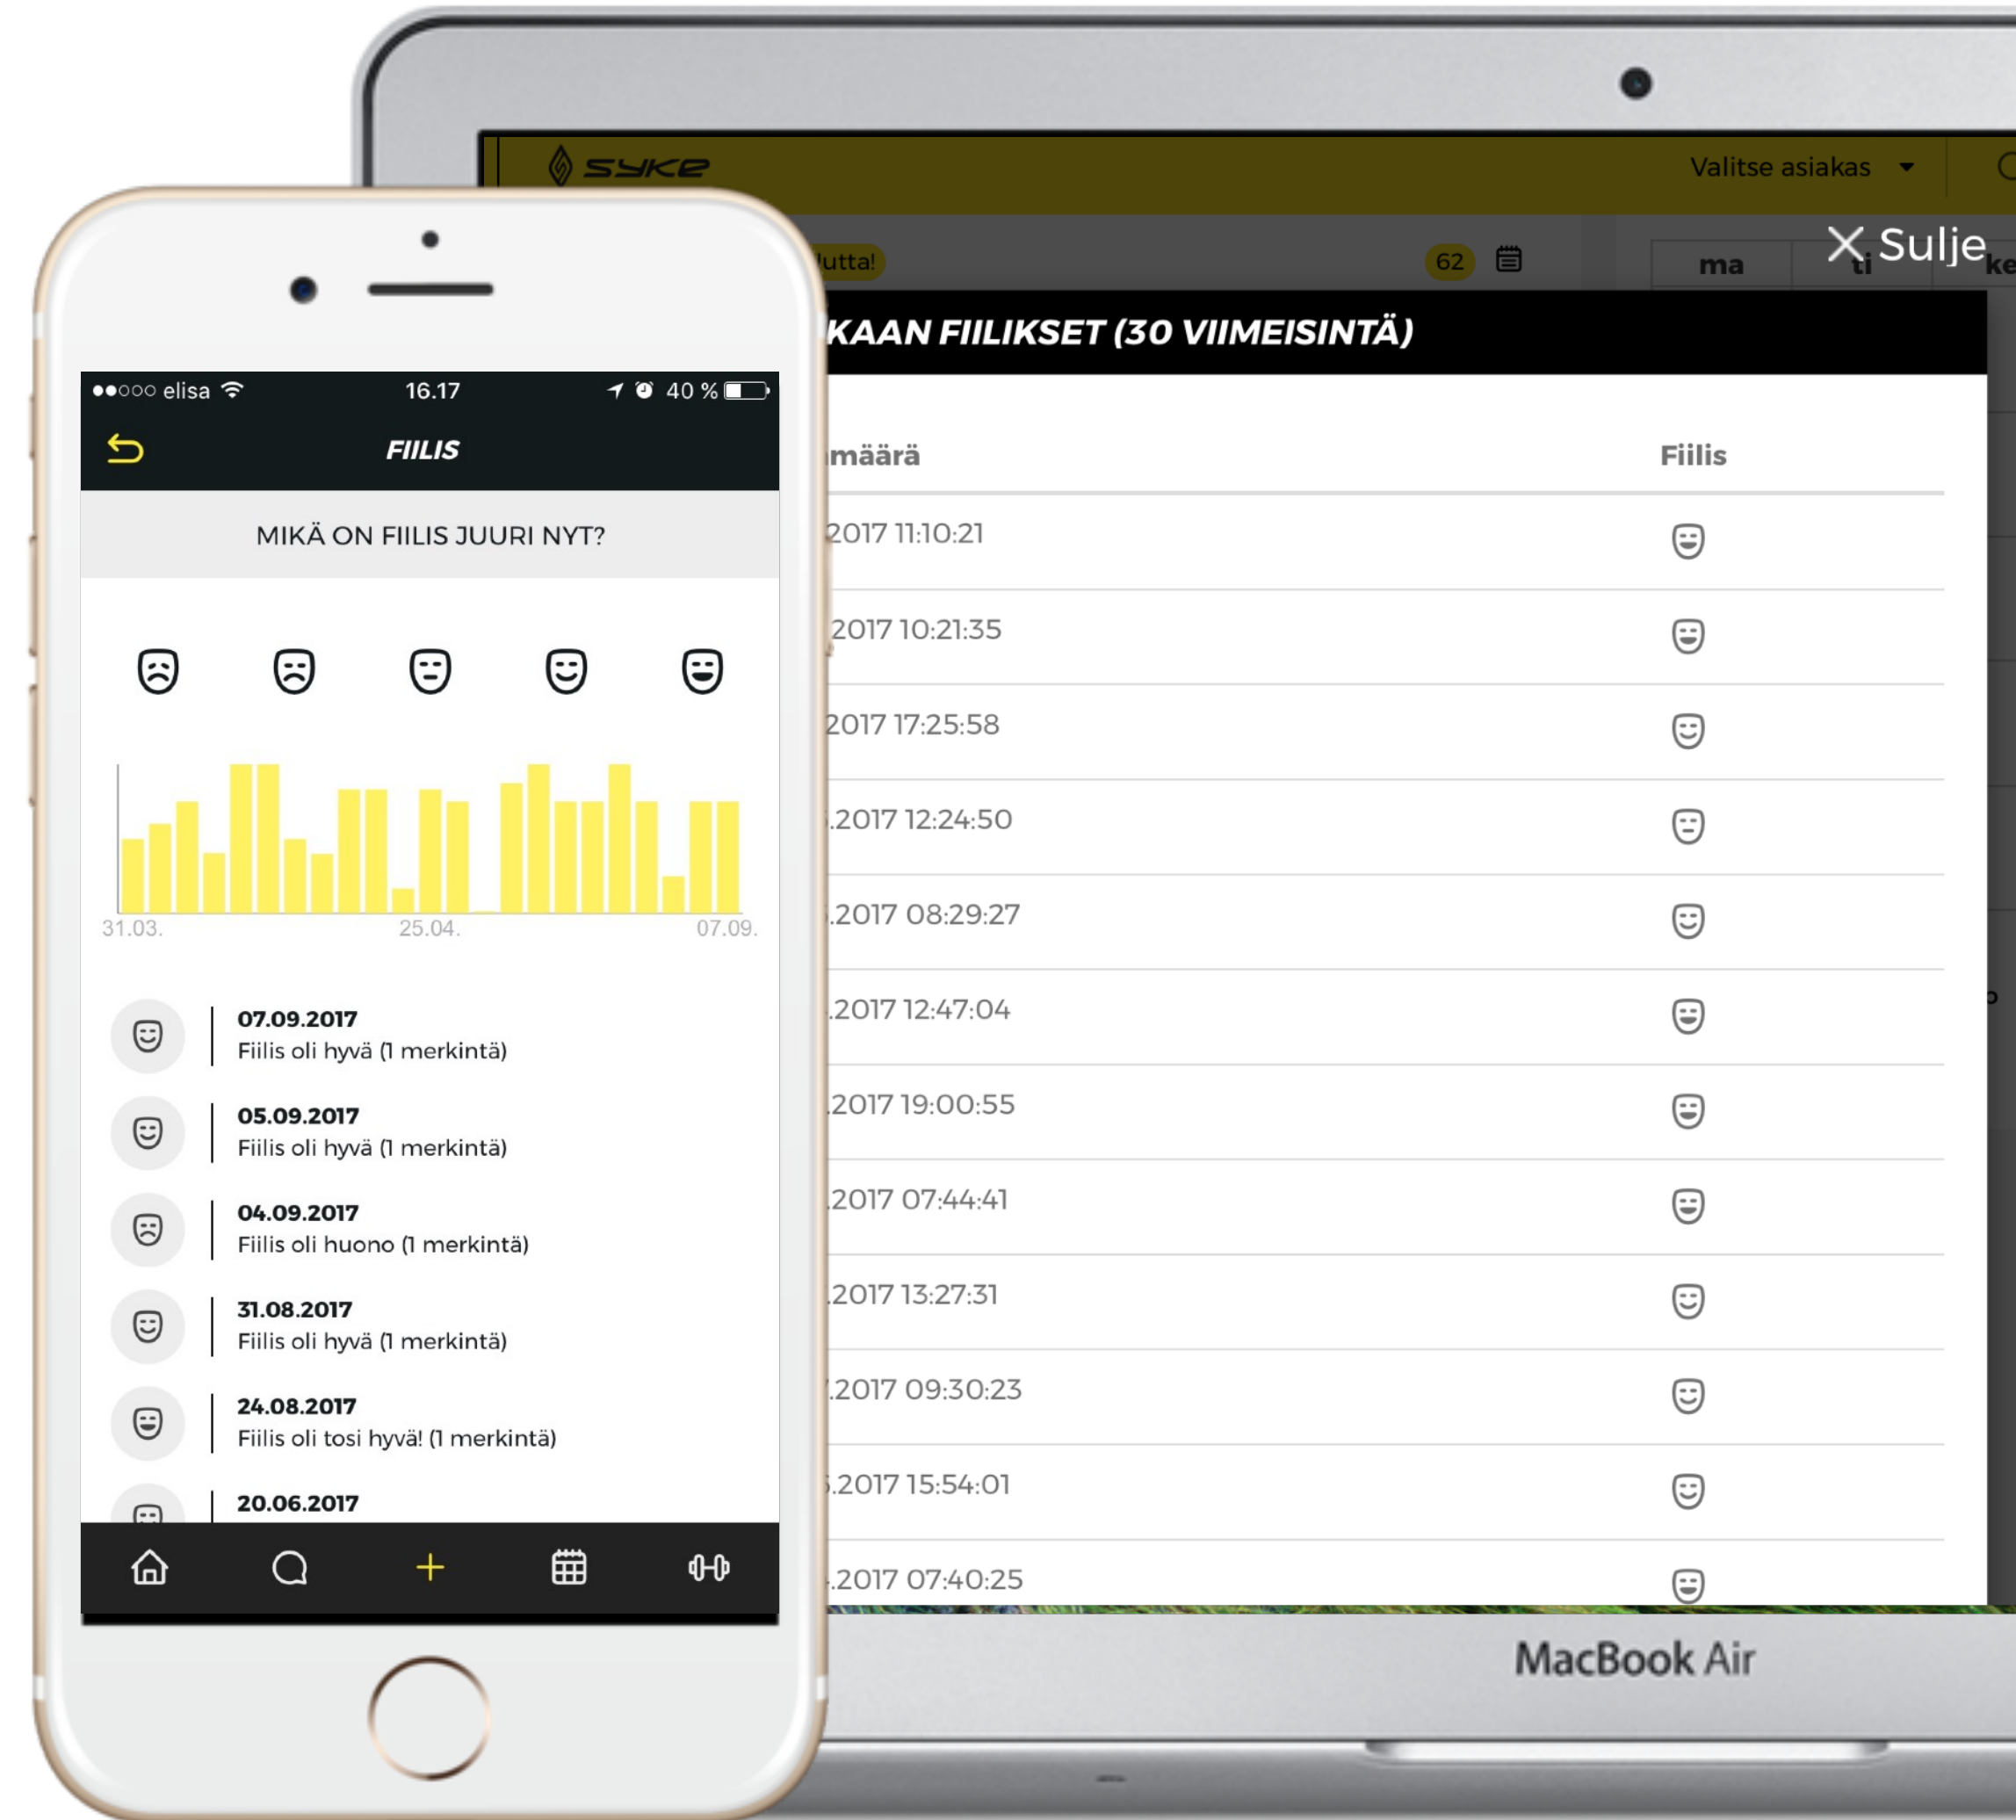 SYKE
Valitse asiakas
62
ma
ti
ke
Sulje
FIILIKSET (30 VIIMEISINTÄ)
Fiilis
2017 11:10:21
2017 10:21:35
2017 17:25:58
.2017 12:24:50
.2017 08:29:27
.2017 12:47:04
.2017 19:00:55
.2017 07:44:41
.2017 13:27:31
.2017 09:30:23
.2017 15:54:01
.2017 07:40:25
MacBook Air
elisa 16.17 40 %
FIILIS
MIKÄ ON FIILIS JUURI NYT?
31.03. 25.04. 07.09.
07.09.2017
Fiilis oli hyvä (1 merkintä)
05.09.2017
Fiilis oli hyvä (1 merkintä)
04.09.2017
Fiilis oli huono (1 merkintä)
31.08.2017
Fiilis oli hyvä (1 merkintä)
24.08.2017
Fiilis oli tosi hyvä! (1 merkintä)
20.06.2017